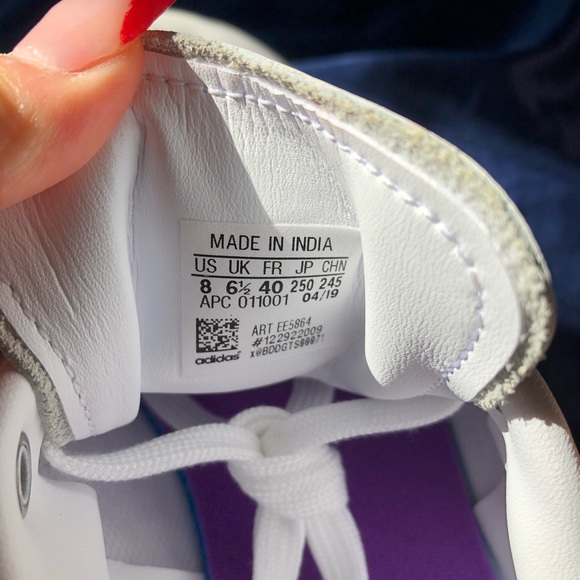 MADE IN INDIA
US UK FR JP CHN
8 6½ 40 250 245
APC 011001 04/19
ART EE5864
#122922009
adidas x@BDDGTS00071